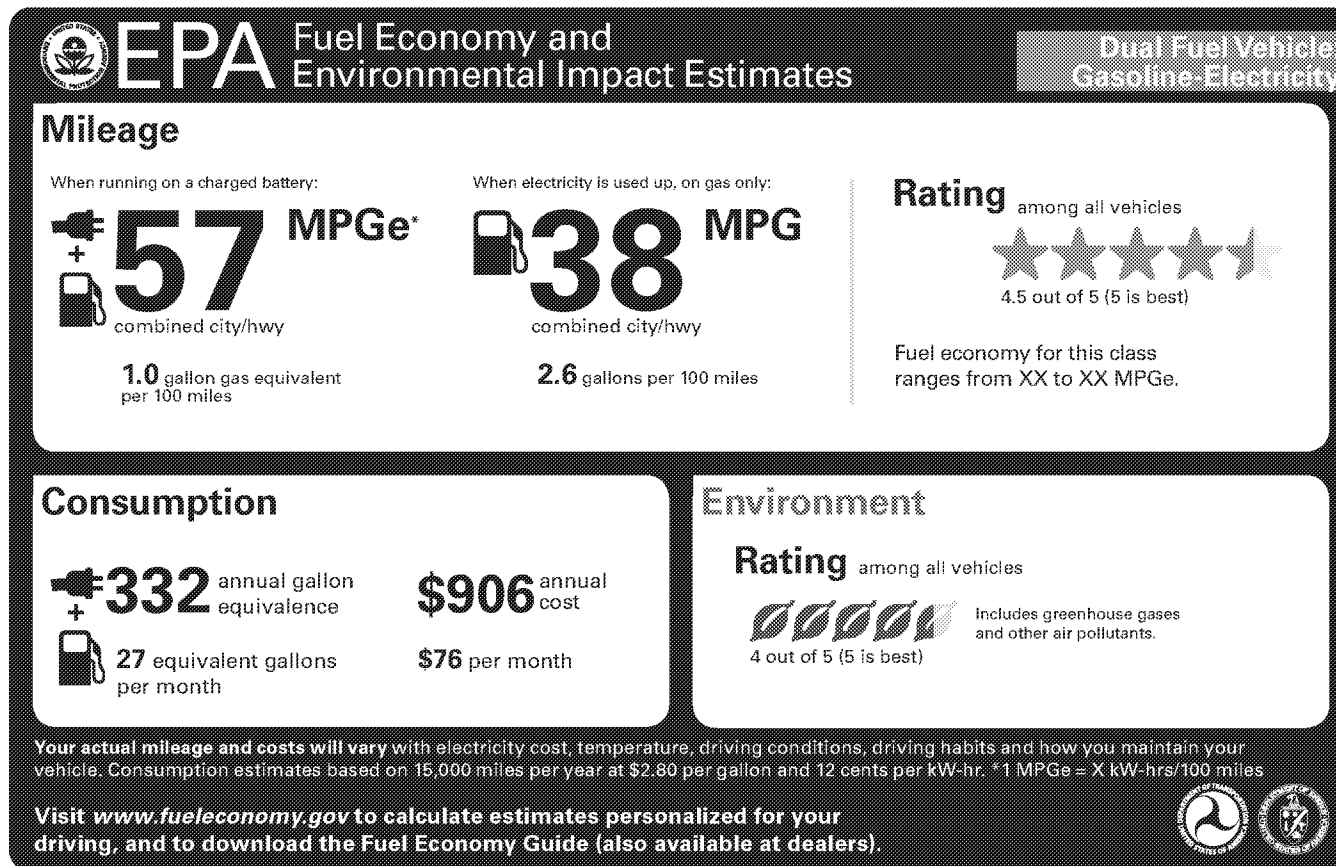 EPA Fuel Economy and
Environmental Impact Estimates
Dual Fuel Vehicle
Gasoline-Electricity
Mileage
When running on a charged battery:
57 MPGe*
combined city/hwy
1.0 gallon gas equivalent
per 100 miles
When electricity is used up, on gas only:
38 MPG
combined city/hwy
2.6 gallons per 100 miles
Rating among all vehicles
4.5 out of 5 (5 is best)
Fuel economy for this class
ranges from XX to XX MPGe.
Consumption
332 annual gallon
equivalence
27 equivalent gallons
per month
$906 annual
cost
$76 per month
Environment
Rating among all vehicles
4 out of 5 (5 is best)
Includes greenhouse gases
and other air pollutants.
Your actual mileage and costs will vary with electricity cost, temperature, driving conditions, driving habits and how you maintain your
vehicle. Consumption estimates based on 15,000 miles per year at $2.80 per gallon and 12 cents per kW-hr. *1 MPGe = X kW-hrs/100 miles
Visit www.fueleconomy.gov to calculate estimates personalized for your
driving, and to download the Fuel Economy Guide (also available at dealers).